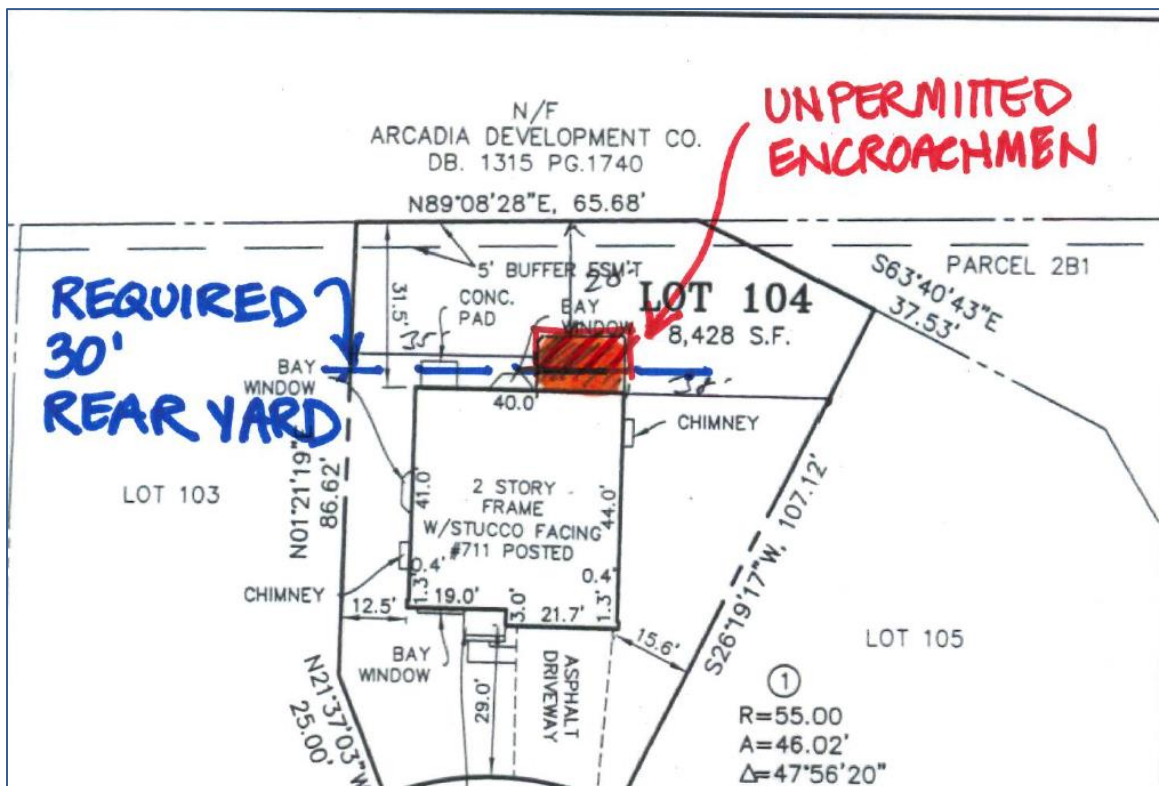 N/F
ARCADIA DEVELOPMENT CO.
DB. 1315 PG.1740
UNPERMITTED
ENCROACHMEN
N89°08'28"E, 65.68'
5' BUFFER ESM'T
PARCEL 2B1
S63°40'43"E
37.53'
LOT 104
8,428 S.F.
REQUIRED
30'
REAR YARD
31.5'
CONC.
PAD
BAY
WINDOW
28'
BAY
WINDOW
40.0'
CHIMNEY
LOT 103
N01°21'19"E
86.62'
41.0'
2 STORY
FRAME
W/STUCCO FACING
#711 POSTED
44.0'
S26°19'17"W, 107.12'
CHIMNEY
0.4'
1.3'
19.0'
3.0'
21.7'
0.4'
1.3'
12.5'
15.6'
BAY
WINDOW
29.0'
ASPHALT
DRIVEWAY
LOT 105
N21°37'03"W
25.00'
1
R=55.00
A=46.02'
Δ=47°56'20"